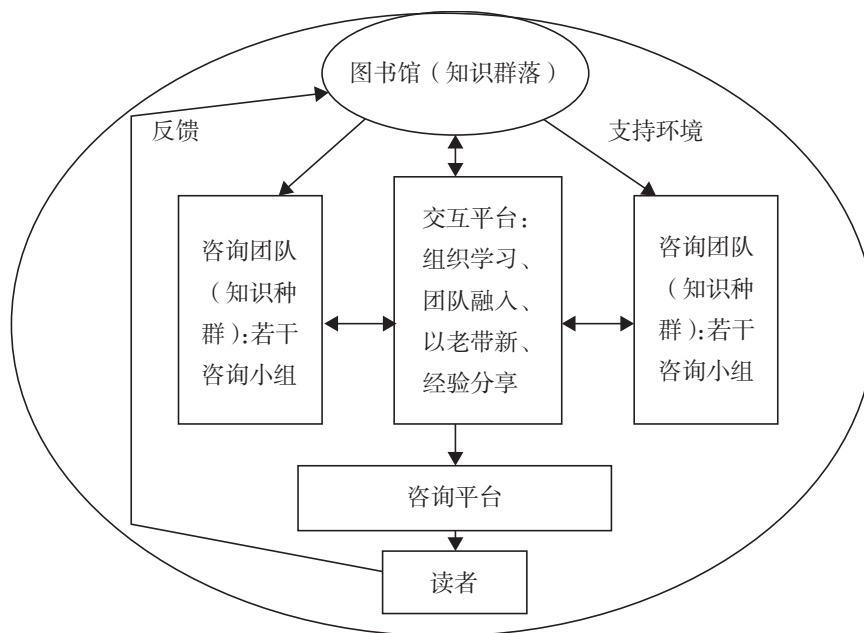 图书馆（知识群落）
反馈
支持环境
咨询团队
（知识种
群）：若干
咨询小组
交互平台：
组织学习、
团队融入、
以老带新、
经验分享
咨询团队
（知识种
群）：若干
咨询小组
咨询平台
读者